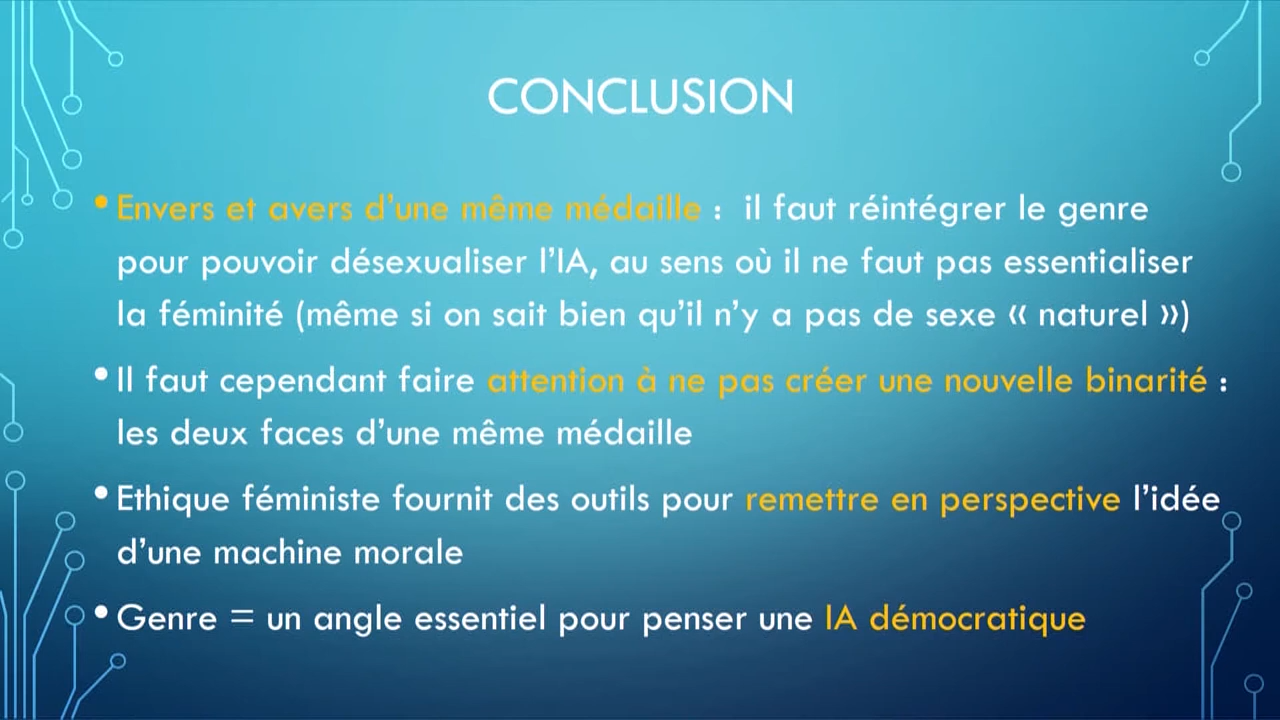 CONCLUSION
• Envers et avers d'une même médaille :  il faut réintégrer le genre
pour pouvoir désexualiser l'IA, au sens où il ne faut pas essentialiser
la féminité (même si on sait bien qu'il n'y a pas de sexe « naturel »)
• Il faut cependant faire attention à ne pas créer une nouvelle binarité :
les deux faces d'une même médaille
• Ethique féministe fournit des outils pour remettre en perspective l'idée
d'une machine morale
• Genre = un angle essentiel pour penser une IA démocratique